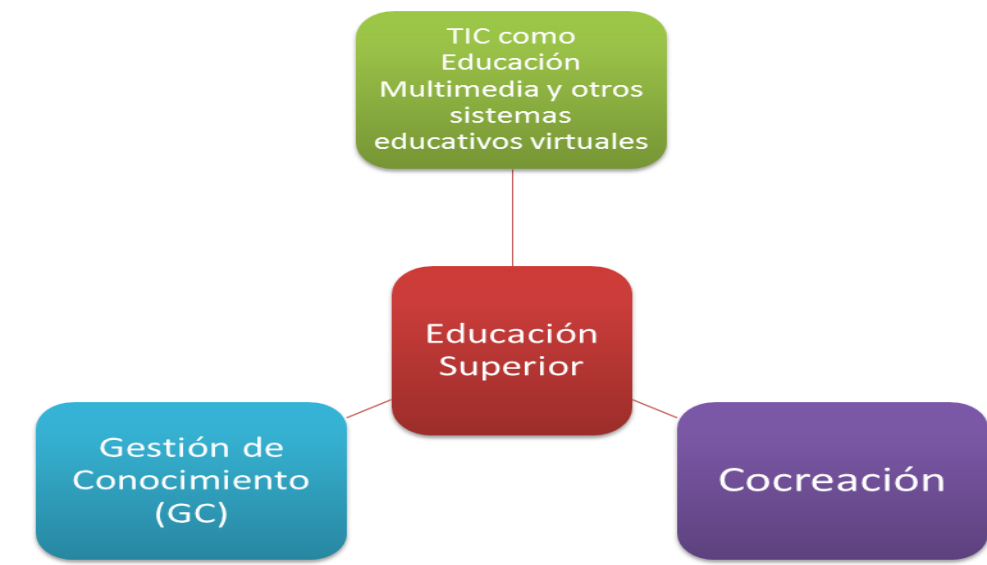 TIC como
Educación
Multimedia y otros
sistemas
educativos virtuales
Educación
Superior
Gestión de
Conocimiento
(GC)
Cocreación